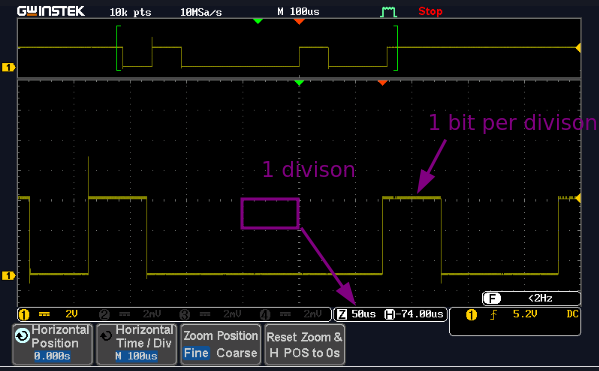 GWINSTEK 10k pts 10MSa/s M 100us Stop
1
1 bit per divison
1 divison
1
F <2Hz
1 2V 2 2mV 3 2mV 4 2mV Z 50us H -74.00us 1 5.2V DC
Horizontal Position 0.000s
Horizontal Time / Div M 100us
Zoom Position Fine Coarse
Reset Zoom & H POS to 0s